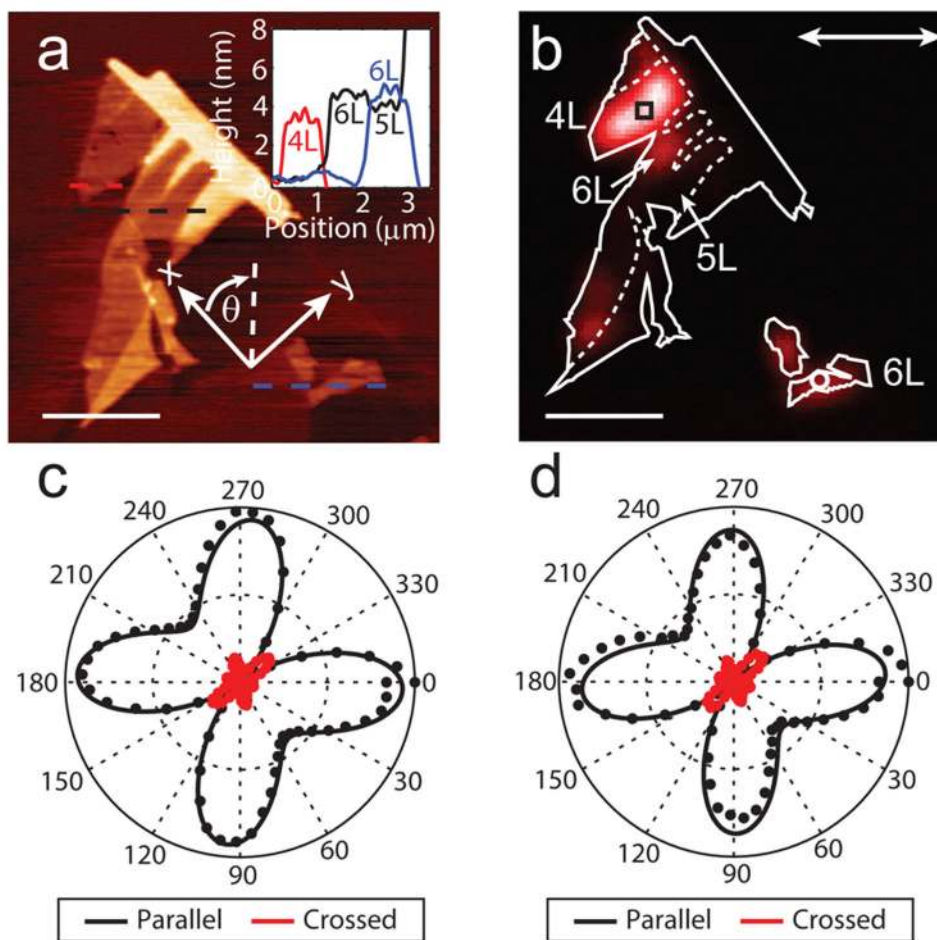 a
Height (nm)
8
6
4
2
0
0
1
2
3
4L
6L
6L
5L
Position (μm)
x
θ
y
b
4L
6L
5L
6L
c
270
240
300
210
330
180
0
150
30
120
60
90
Parallel
Crossed
d
270
240
300
210
330
180
0
150
30
120
60
90
Parallel
Crossed